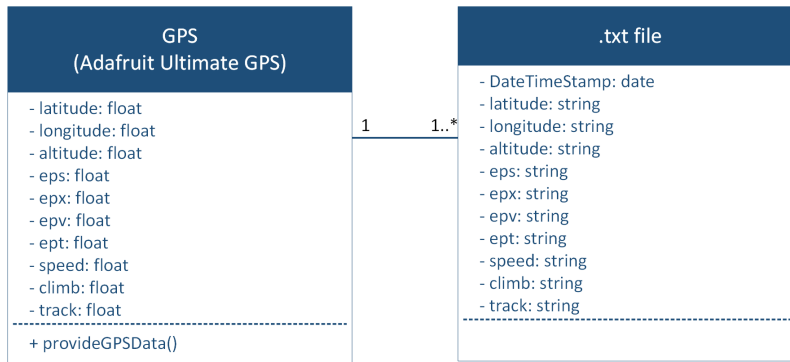 GPS
(Adafruit Ultimate GPS)
- latitude: float
- longitude: float
- altitude: float
- eps: float
- epx: float
- epv: float
- ept: float
- speed: float
- climb: float
- track: float
+ provideGPSData()
1
1..*
.txt file
- DateTimeStamp: date
- latitude: string
- longitude: string
- altitude: string
- eps: string
- epx: string
- epv: string
- ept: string
- speed: string
- climb: string
- track: string